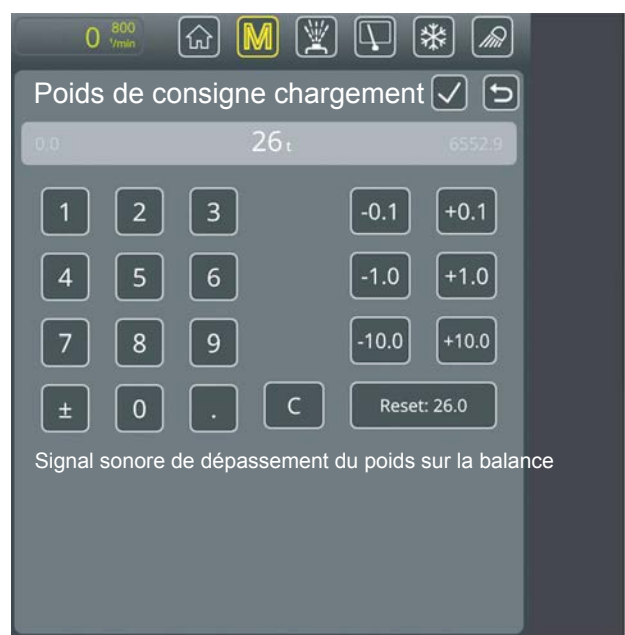 0 800 1/min M
Poids de consigne chargement
0.0 26 t 6552.9
1 2 3 -0.1 +0.1
4 5 6 -1.0 +1.0
7 8 9 -10.0 +10.0
± 0 . C Reset: 26.0
Signal sonore de dépassement du poids sur la balance